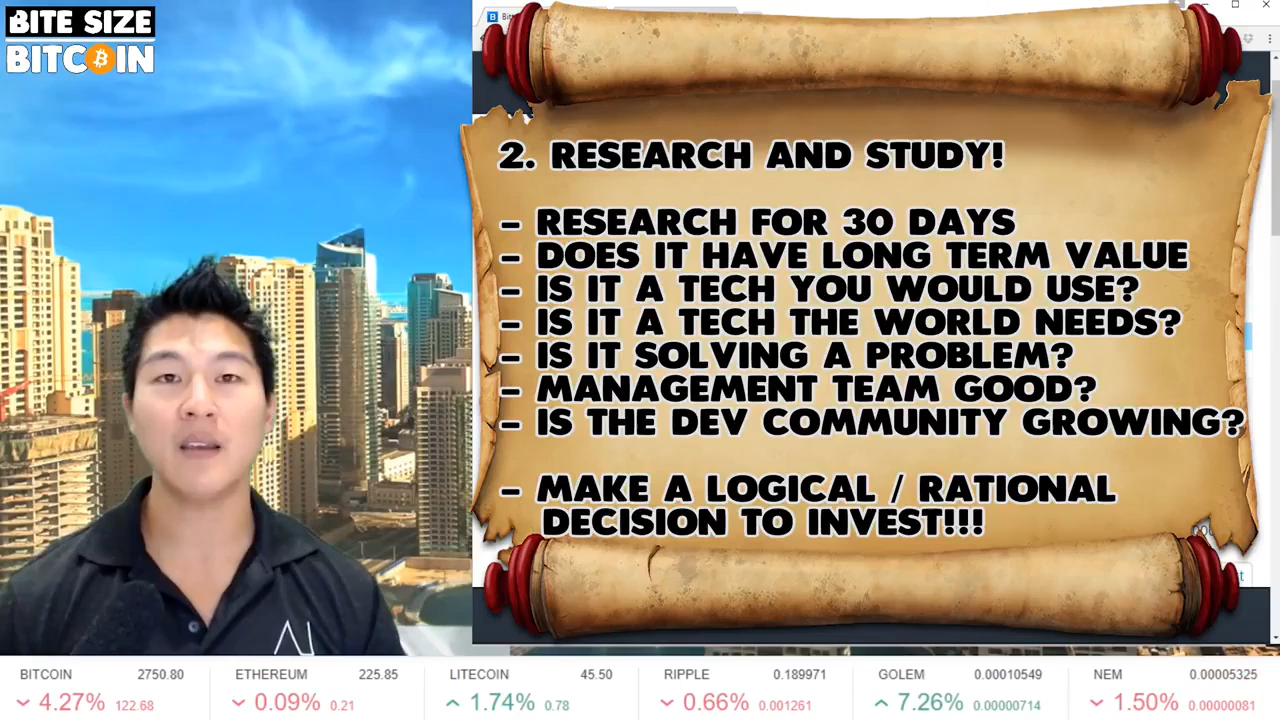 BITE SIZE
BITCOIN
2. RESEARCH AND STUDY!
- RESEARCH FOR 30 DAYS
- DOES IT HAVE LONG TERM VALUE
- IS IT A TECH YOU WOULD USE?
- IS IT A TECH THE WORLD NEEDS?
- IS IT SOLVING A PROBLEM?
- MANAGEMENT TEAM GOOD?
- IS THE DEV COMMUNITY GROWING?
- MAKE A LOGICAL / RATIONAL
DECISION TO INVEST!!!
BITCOIN 2750.80
4.27% 122.68
ETHEREUM 225.85
0.09% 0.21
LITECOIN 45.50
1.74% 0.78
RIPPLE 0.189971
0.66% 0.001261
GOLEM 0.00010549
7.26% 0.00000714
NEM 0.00005325
1.50% 0.00000081